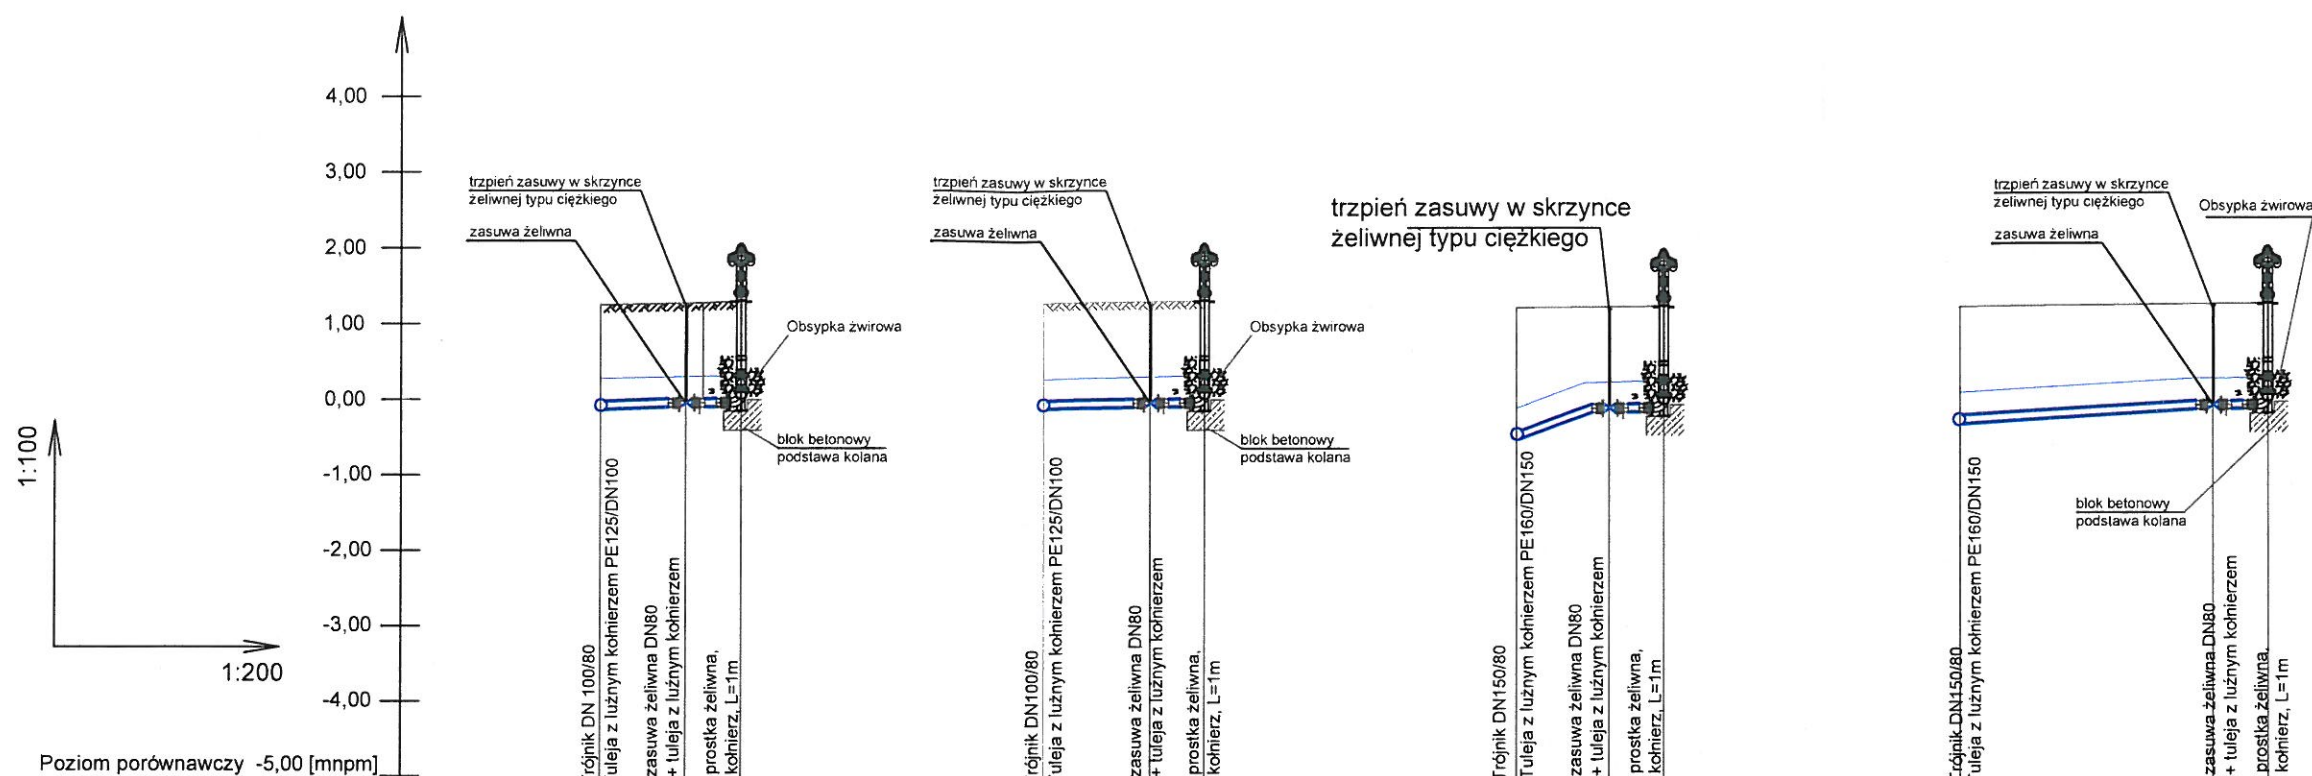 4,00
3,00
2,00
1,00
0,00
-1,00
-2,00
-3,00
-4,00
Poziom porównawczy -5,00 [mnpm]
1:100
1:200
trzpień zasuwy w skrzynce
żeliwnej typu ciężkiego
zasuwa żeliwna
Obsypka żwirowa
blok betonowy
podstawa kolana
Trójnik DN 100/80
Tuleja z luźnym kołnierzem PE125/DN100
zasuwa żeliwna DN80
+ tuleja z luźnym kołnierzem
prostka żeliwna,
kołnierz, L=1m
trzpień zasuwy w skrzynce
żeliwnej typu ciężkiego
zasuwa żeliwna
Obsypka żwirowa
blok betonowy
podstawa kolana
Trójnik DN100/80
Tuleja z luźnym kołnierzem PE125/DN100
zasuwa żeliwna DN80
+ tuleja z luźnym kołnierzem
prostka żeliwna,
kołnierz, L=1m
trzpień zasuwy w skrzynce
żeliwnej typu ciężkiego
Trójnik DN150/80
Tuleja z luźnym kołnierzem PE160/DN150
zasuwa żeliwna DN80
+ tuleja z luźnym kołnierzem
prostka żeliwna,
kołnierz, L=1m
trzpień zasuwy w skrzynce
żeliwnej typu ciężkiego
Obsypka żwirowa
zasuwa żeliwna
blok betonowy
podstawa kolana
Trójnik DN150/80
Tuleja z luźnym kołnierzem PE160/DN150
zasuwa żeliwna DN80
+ tuleja z luźnym kołnierzem
prostka żeliwna,
kołnierz, L=1m